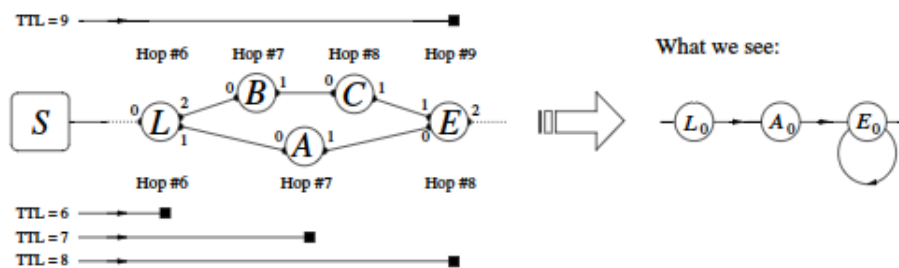 TTL = 9
Hop #6 Hop #7 Hop #8 Hop #9
What we see:
S 0 L 2 1 0 B 1 0 C 1 0 A 1 1 0 E 2
L0 A0 E0
Hop #6 Hop #7 Hop #8
TTL = 6
TTL = 7
TTL = 8